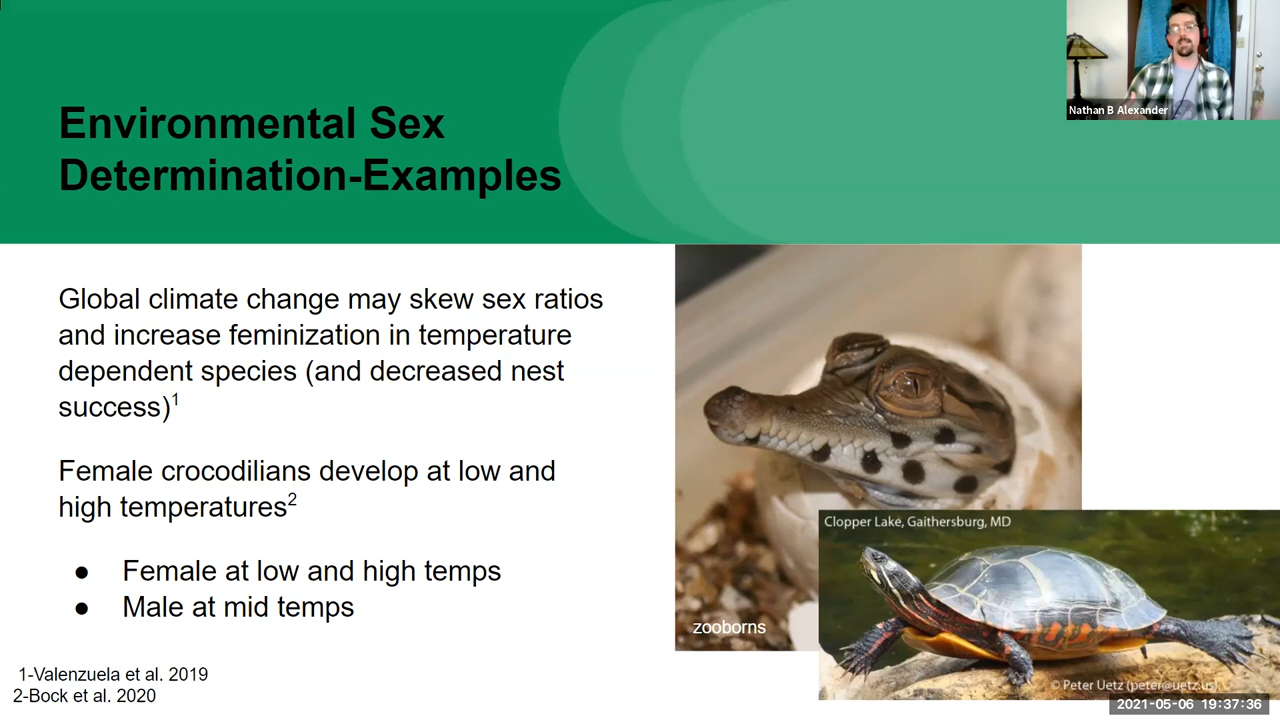 Environmental Sex
Determination-Examples
Nathan B Alexander
Global climate change may skew sex ratios
and increase feminization in temperature
dependent species (and decreased nest
success)1
Female crocodilians develop at low and
high temperatures2
● Female at low and high temps
● Male at mid temps
1-Valenzuela et al. 2019
2-Bock et al. 2020
zooborns
Clopper Lake, Gaithersburg, MD
© Peter Uetz (peter@uetz.us)
2021-05-06 19:37:36